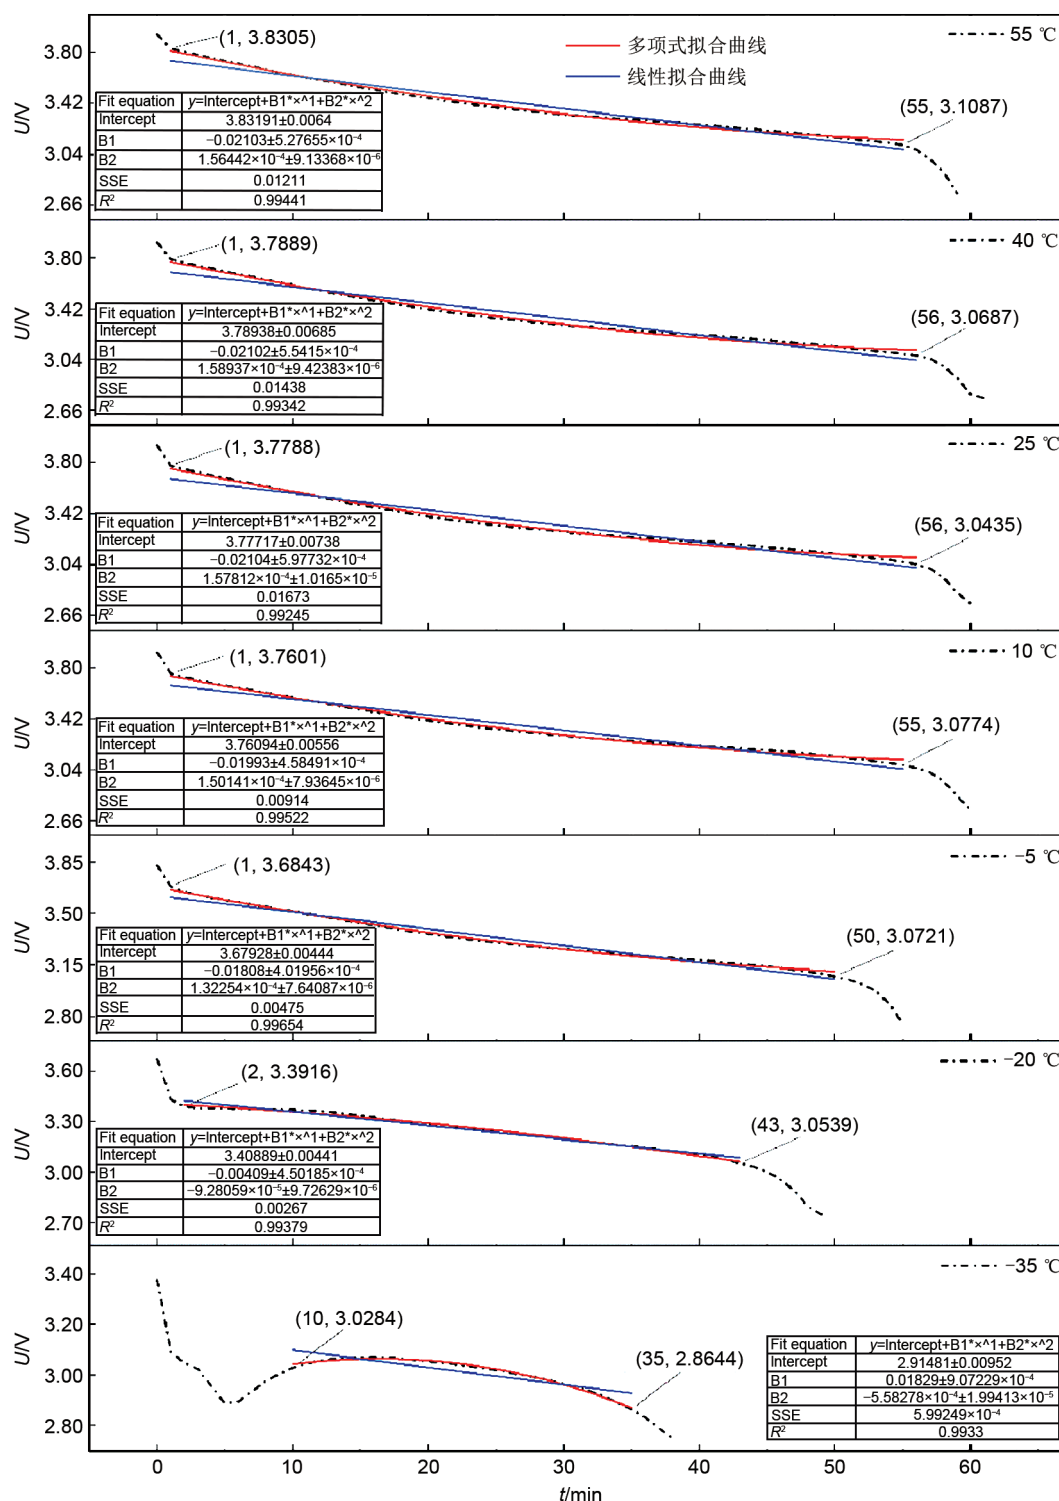 55 ℃
多项式拟合曲线
线性拟合曲线
(1, 3.8305)
(55, 3.1087)
U/V
3.80
3.42
3.04
2.66
Fit equation y=Intercept+B1*×^1+B2*×^2
Intercept 3.83191±0.0064
B1 −0.02103±5.27655×10⁻⁴
B2 1.56442×10⁻⁴±9.13368×10⁻⁶
SSE 0.01211
R² 0.99441
40 ℃
(1, 3.7889)
(56, 3.0687)
U/V
3.80
3.42
3.04
2.66
Fit equation y=Intercept+B1*×^1+B2*×^2
Intercept 3.78938±0.00685
B1 −0.02102±5.5415×10⁻⁴
B2 1.58937×10⁻⁴±9.42383×10⁻⁶
SSE 0.01438
R² 0.99342
25 ℃
(1, 3.7788)
(56, 3.0435)
U/V
3.80
3.42
3.04
2.66
Fit equation y=Intercept+B1*×^1+B2*×^2
Intercept 3.77717±0.00738
B1 −0.02104±5.97732×10⁻⁴
B2 1.57812×10⁻⁴±1.0165×10⁻⁵
SSE 0.01673
R² 0.99245
10 ℃
(1, 3.7601)
(55, 3.0774)
U/V
3.80
3.42
3.04
2.66
Fit equation y=Intercept+B1*×^1+B2*×^2
Intercept 3.76094±0.00556
B1 −0.01993±4.58491×10⁻⁴
B2 1.50141×10⁻⁴±7.93645×10⁻⁶
SSE 0.00914
R² 0.99522
−5 ℃
(1, 3.6843)
(50, 3.0721)
U/V
3.85
3.50
3.15
2.80
Fit equation y=Intercept+B1*×^1+B2*×^2
Intercept 3.67928±0.00444
B1 −0.01808±4.01956×10⁻⁴
B2 1.32254×10⁻⁴±7.64087×10⁻⁶
SSE 0.00475
R² 0.99654
−20 ℃
(2, 3.3916)
(43, 3.0539)
U/V
3.60
3.30
3.00
2.70
Fit equation y=Intercept+B1*×^1+B2*×^2
Intercept 3.40889±0.00441
B1 −0.00409±4.50185×10⁻⁴
B2 −9.28059×10⁻⁵±9.72629×10⁻⁶
SSE 0.00267
R² 0.99379
−35 ℃
(10, 3.0284)
(35, 2.8644)
U/V
3.40
3.20
3.00
2.80
Fit equation y=Intercept+B1*×^1+B2*×^2
Intercept 2.91481±0.00952
B1 0.01829±9.07229×10⁻⁴
B2 −5.58278×10⁻⁴±1.99413×10⁻⁵
SSE 5.99249×10⁻⁴
R² 0.9933
0 10 20 30 40 50 60
t/min